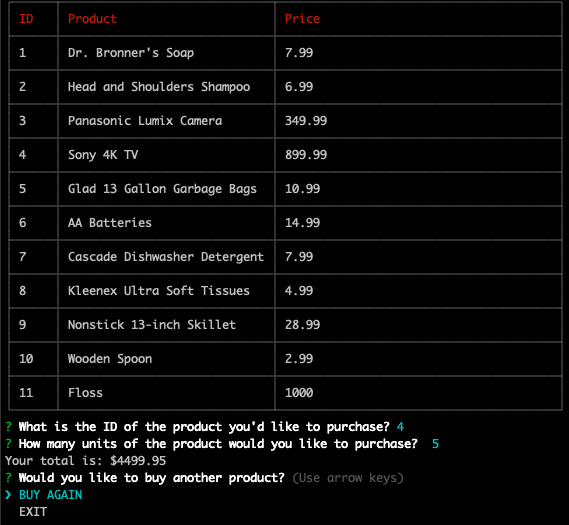 ID Product Price
1 Dr. Bronner's Soap 7.99
2 Head and Shoulders Shampoo 6.99
3 Panasonic Lumix Camera 349.99
4 Sony 4K TV 899.99
5 Glad 13 Gallon Garbage Bags 10.99
6 AA Batteries 14.99
7 Cascade Dishwasher Detergent 7.99
8 Kleenex Ultra Soft Tissues 4.99
9 Nonstick 13-inch Skillet 28.99
10 Wooden Spoon 2.99
11 Floss 1000
? What is the ID of the product you'd like to purchase? 4
? How many units of the product would you like to purchase? 5
Your total is: $4499.95
? Would you like to buy another product? (Use arrow keys)
❯ BUY AGAIN
EXIT